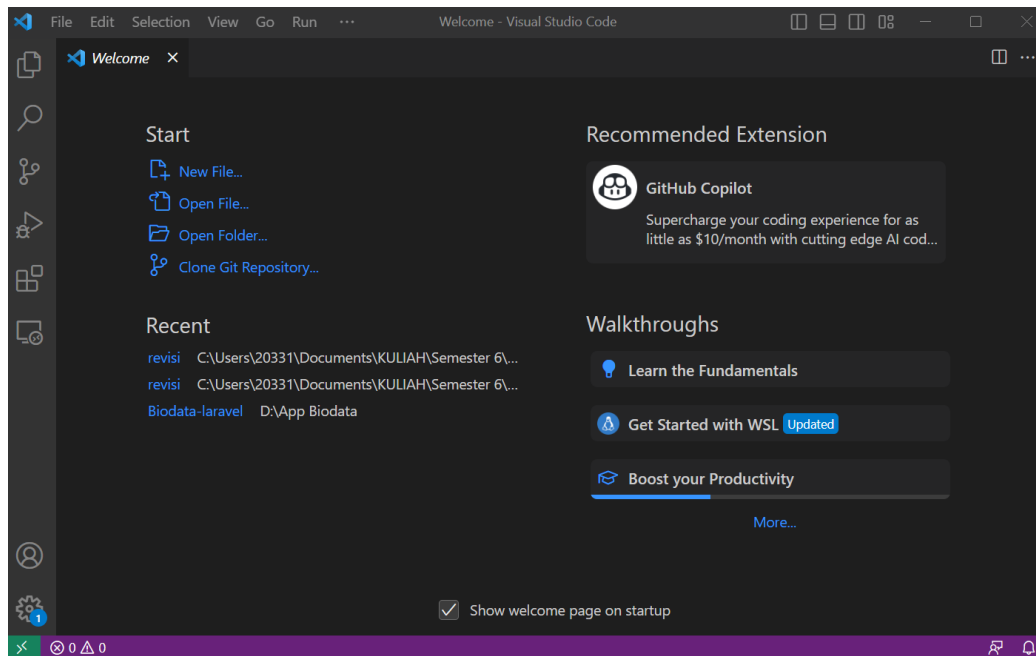 File Edit Selection View Go Run ··· Welcome - Visual Studio Code
Welcome
Start
New File...
Open File...
Open Folder...
Clone Git Repository...
Recent
revisi C:\Users\20331\Documents\KULIAH\Semester 6\...
revisi C:\Users\20331\Documents\KULIAH\Semester 6\...
Biodata-laravel D:\App Biodata
Recommended Extension
GitHub Copilot
Supercharge your coding experience for as
little as $10/month with cutting edge AI cod...
Walkthroughs
Learn the Fundamentals
Get Started with WSL Updated
Boost your Productivity
More...
Show welcome page on startup
1
0 0